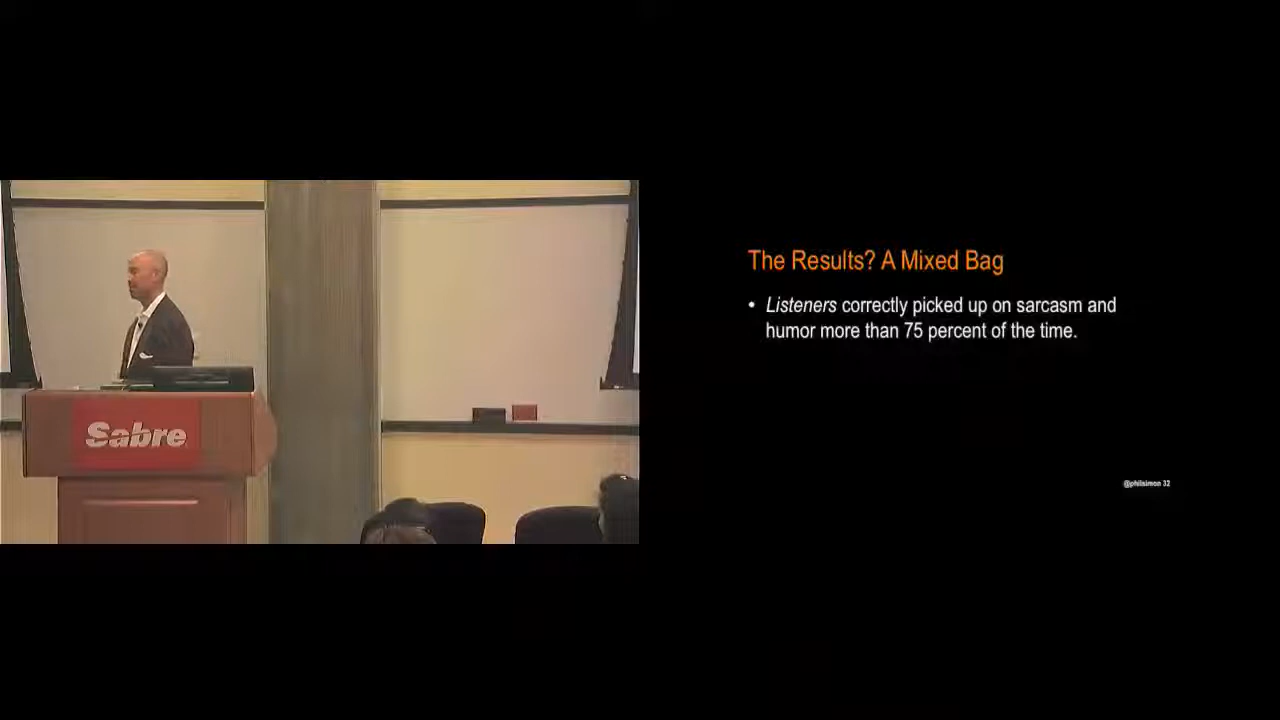 Sabre
The Results? A Mixed Bag
• Listeners correctly picked up on sarcasm and
humor more than 75 percent of the time.
@philsimon 32